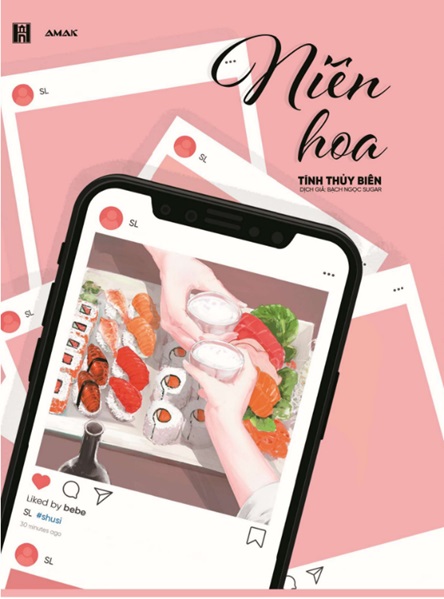 AMAK
Niên
hoa
TỈNH THỦY BIÊN
DỊCH GIẢ: BẠCH NGỌC SUGAR
SL
SL
SL
SL
Liked by bebe
SL #shusi
30 minutes ago
SL